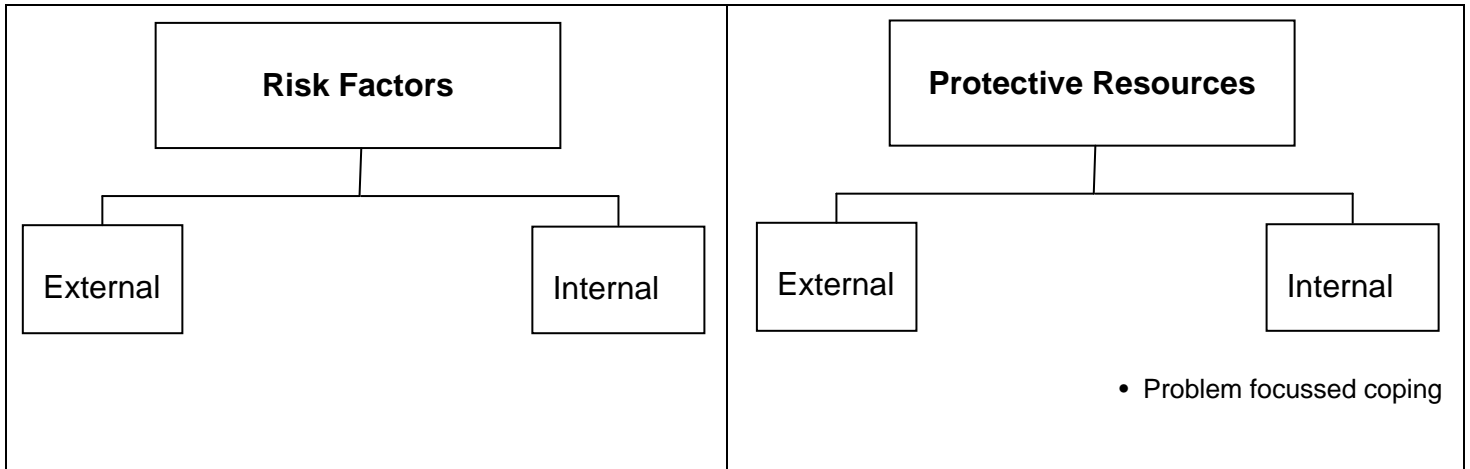 Risk Factors
External
Internal
Protective Resources
External
Internal
• Problem focussed coping